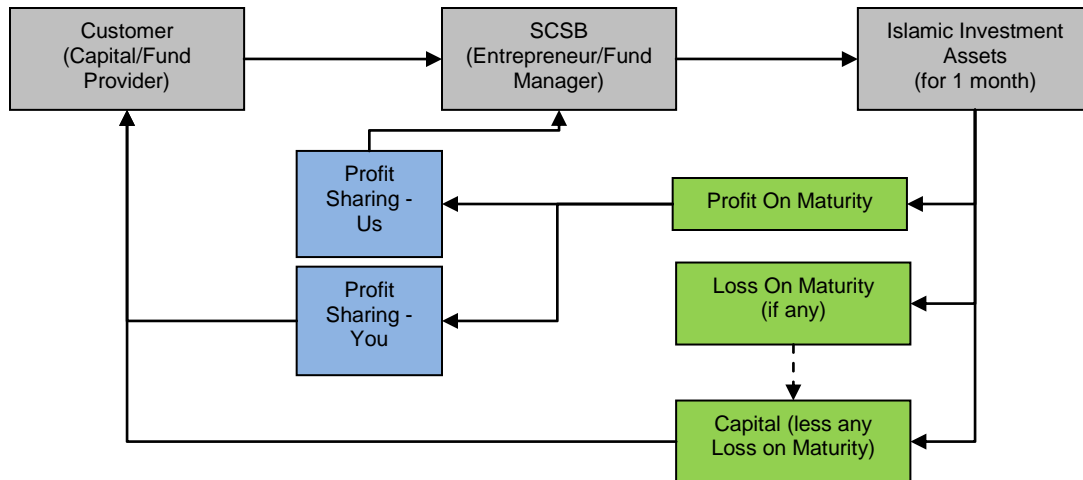 Customer
(Capital/Fund
Provider)
SCSB
(Entrepreneur/Fund
Manager)
Islamic Investment
Assets
(for 1 month)
Profit
Sharing -
Us
Profit On Maturity
Profit
Sharing -
You
Loss On Maturity
(if any)
Capital (less any
Loss on Maturity)